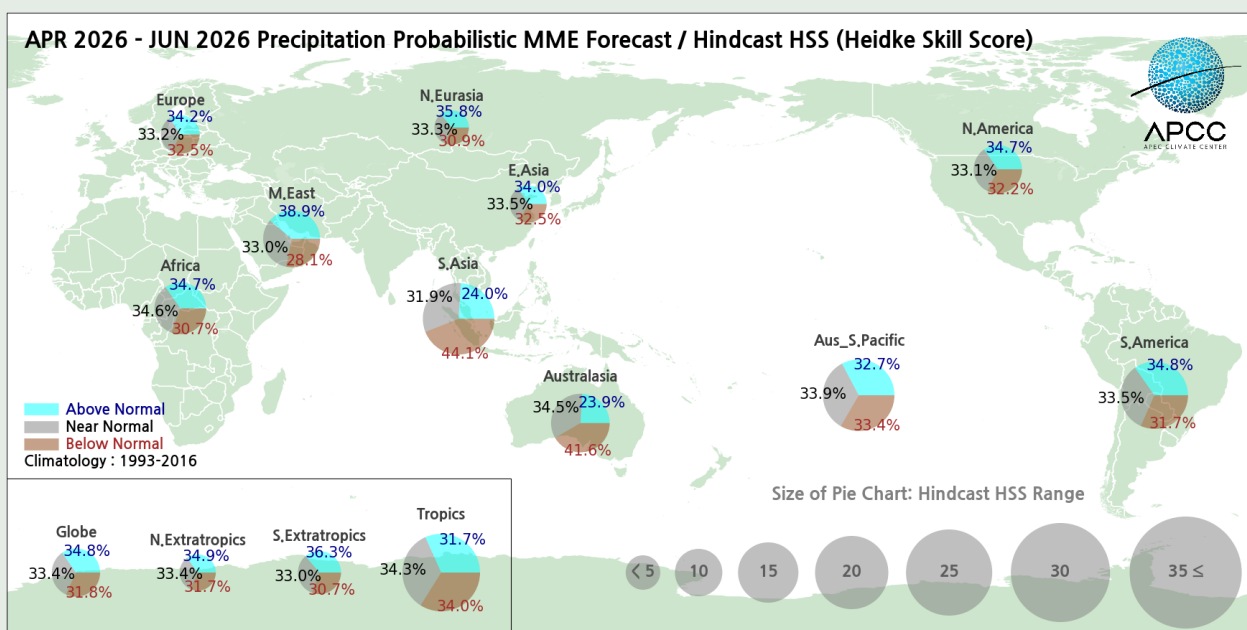 APR 2026 - JUN 2026 Precipitation Probabilistic MME Forecast / Hindcast HSS (Heidke Skill Score)
APCC
APEC CLIMATE CENTER
Europe
34.2%
33.2%
32.5%
N.Eurasia
35.8%
33.3%
30.9%
N.America
34.7%
33.1%
32.2%
E.Asia
34.0%
33.5%
32.5%
M.East
38.9%
33.0%
28.1%
Africa
34.7%
34.6%
30.7%
S.Asia
31.9% 24.0%
44.1%
Aus_S.Pacific
32.7%
33.9%
33.4%
S.America
34.8%
33.5%
31.7%
Australasia
34.5% 23.9%
41.6%
Above Normal
Near Normal
Below Normal
Climatology : 1993-2016
Globe
34.8%
33.4%
31.8%
N.Extratropics
34.9%
33.4%
31.7%
S.Extratropics
36.3%
33.0%
30.7%
Tropics
31.7%
34.3%
34.0%
Size of Pie Chart: Hindcast HSS Range
< 5 10 15 20 25 30 35 ≤